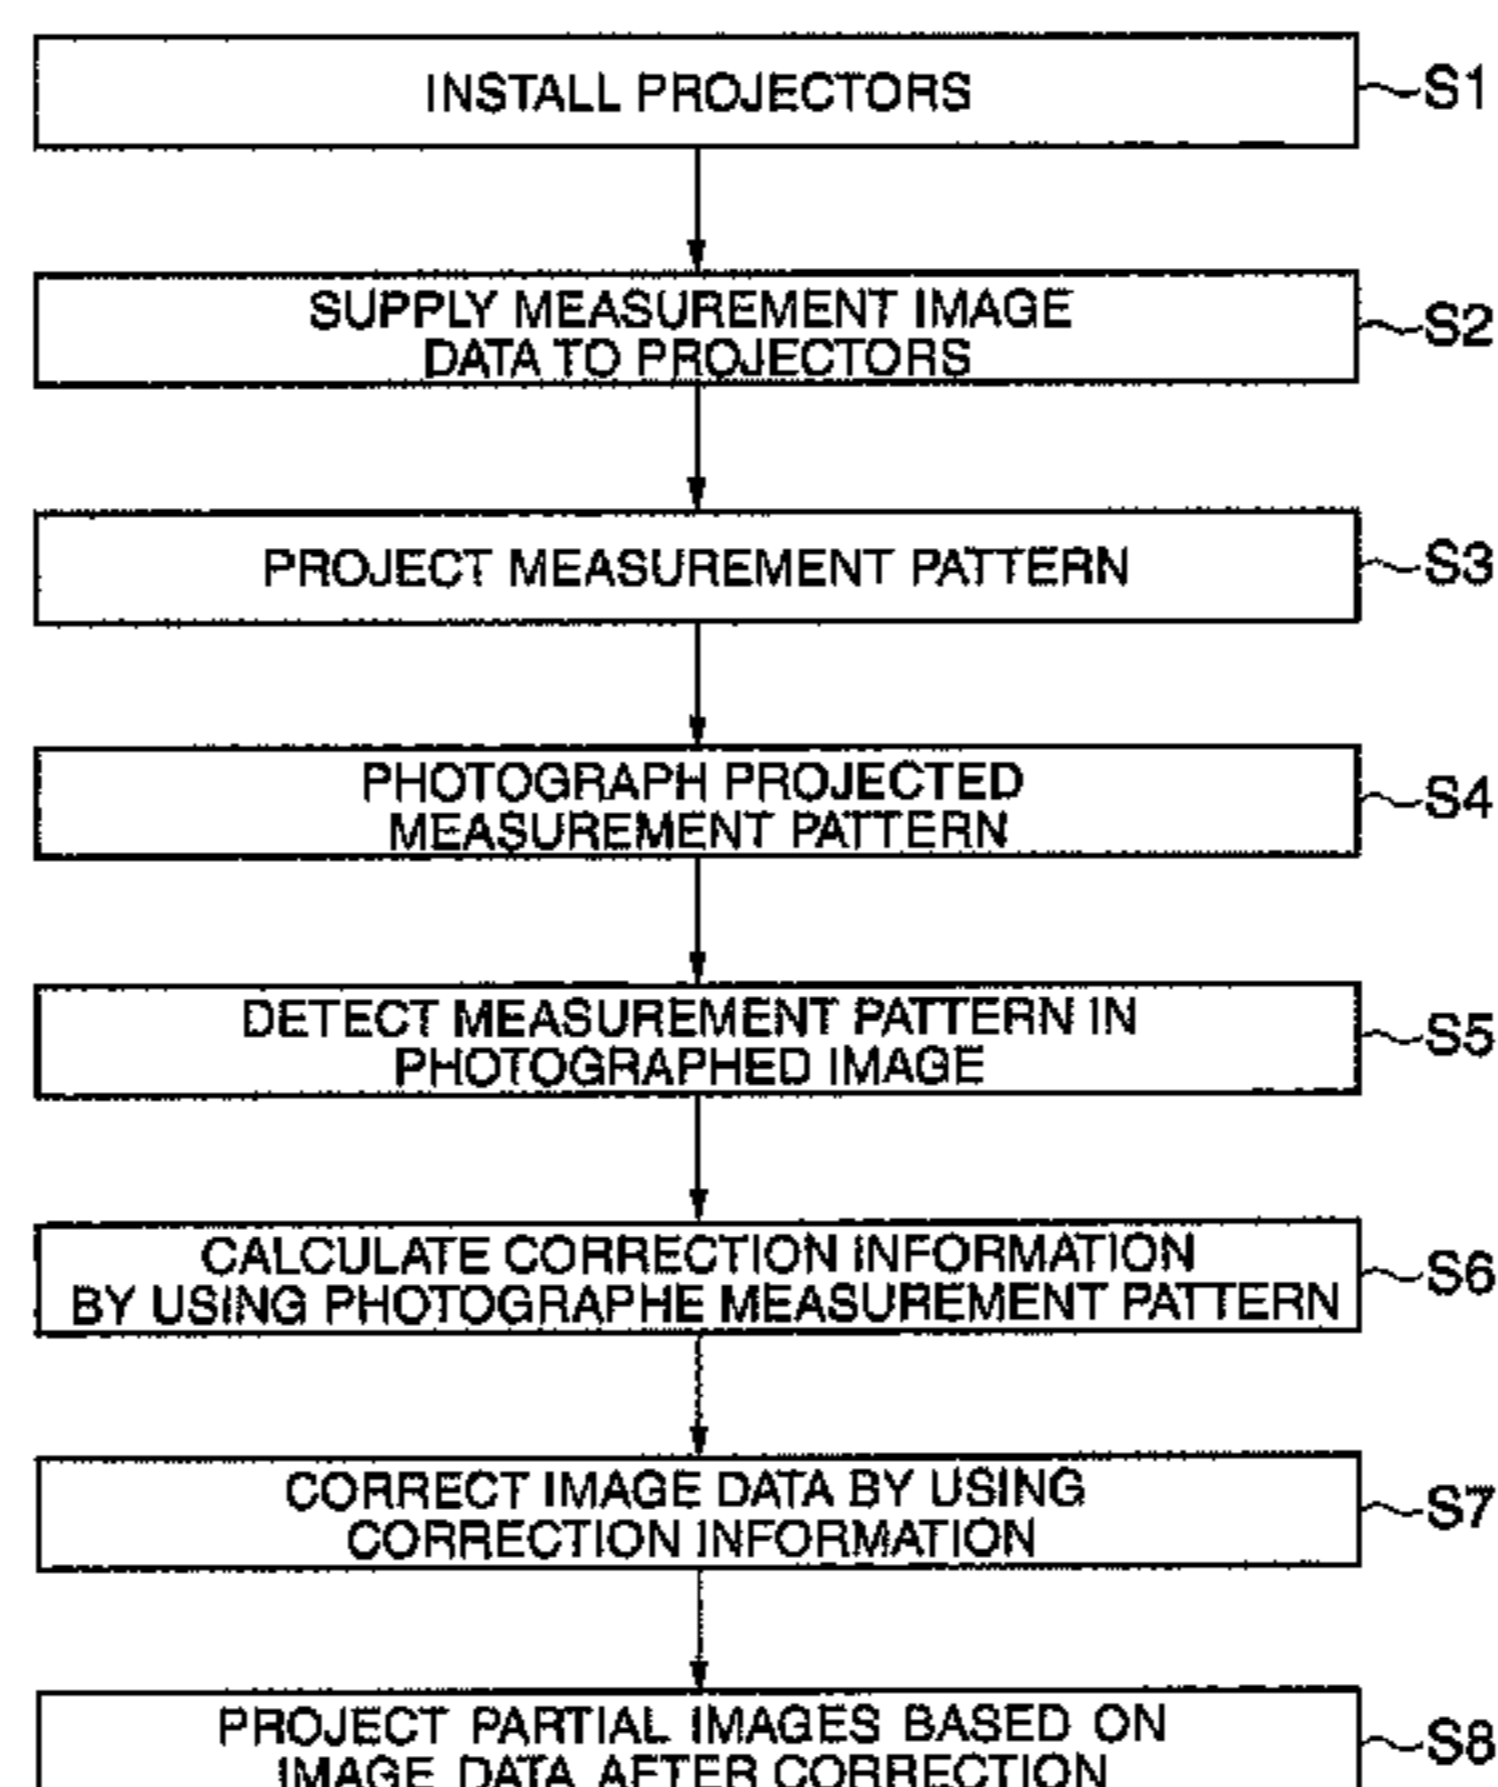 INSTALL PROJECTORS
S1
SUPPLY MEASUREMENT IMAGE
DATA TO PROJECTORS
S2
PROJECT MEASUREMENT PATTERN
S3
PHOTOGRAPH PROJECTED
MEASUREMENT PATTERN
S4
DETECT MEASUREMENT PATTERN IN
PHOTOGRAPHED IMAGE
S5
CALCULATE CORRECTION INFORMATION
BY USING PHOTOGRAPHE MEASUREMENT PATTERN
S6
CORRECT IMAGE DATA BY USING
CORRECTION INFORMATION
S7
PROJECT PARTIAL IMAGES BASED ON
IMAGE DATA AFTER CORRECTION
S8